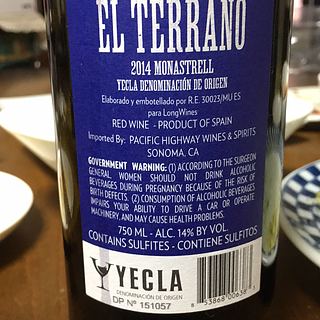 EL TERRANO
2014 MONASTRELL
YECLA DENOMINACIÓN DE ORIGEN
Elaborado y embotellado por R.E. 30023/MU ES
para LongWines
RED WINE - PRODUCT OF SPAIN
Imported By: PACIFIC HIGHWAY WINES & SPIRITS
SONOMA, CA
GOVERNMENT WARNING: (1) ACCORDING TO THE SURGEON
GENERAL WOMEN SHOULD NOT DRINK ALCOHOLIC
BEVERAGES DURING PREGNANCY BECAUSE OF THE RISK OF
BIRTH DEFECTS. (2) CONSUMPTION OF ALCOHOLIC BEVERAGES
IMPAIRS YOUR ABILITY TO DRIVE A CAR OR OPERATE
MACHINERY, AND MAY CAUSE HEALTH PROBLEMS.
750 ML - ALC. 14% BY VOL.
CONTAINS SULFITES - CONTIENE SULFITOS
YECLA
DENOMINACIÓN DE ORIGEN
DP Nº 151057
8 53868 00638 3